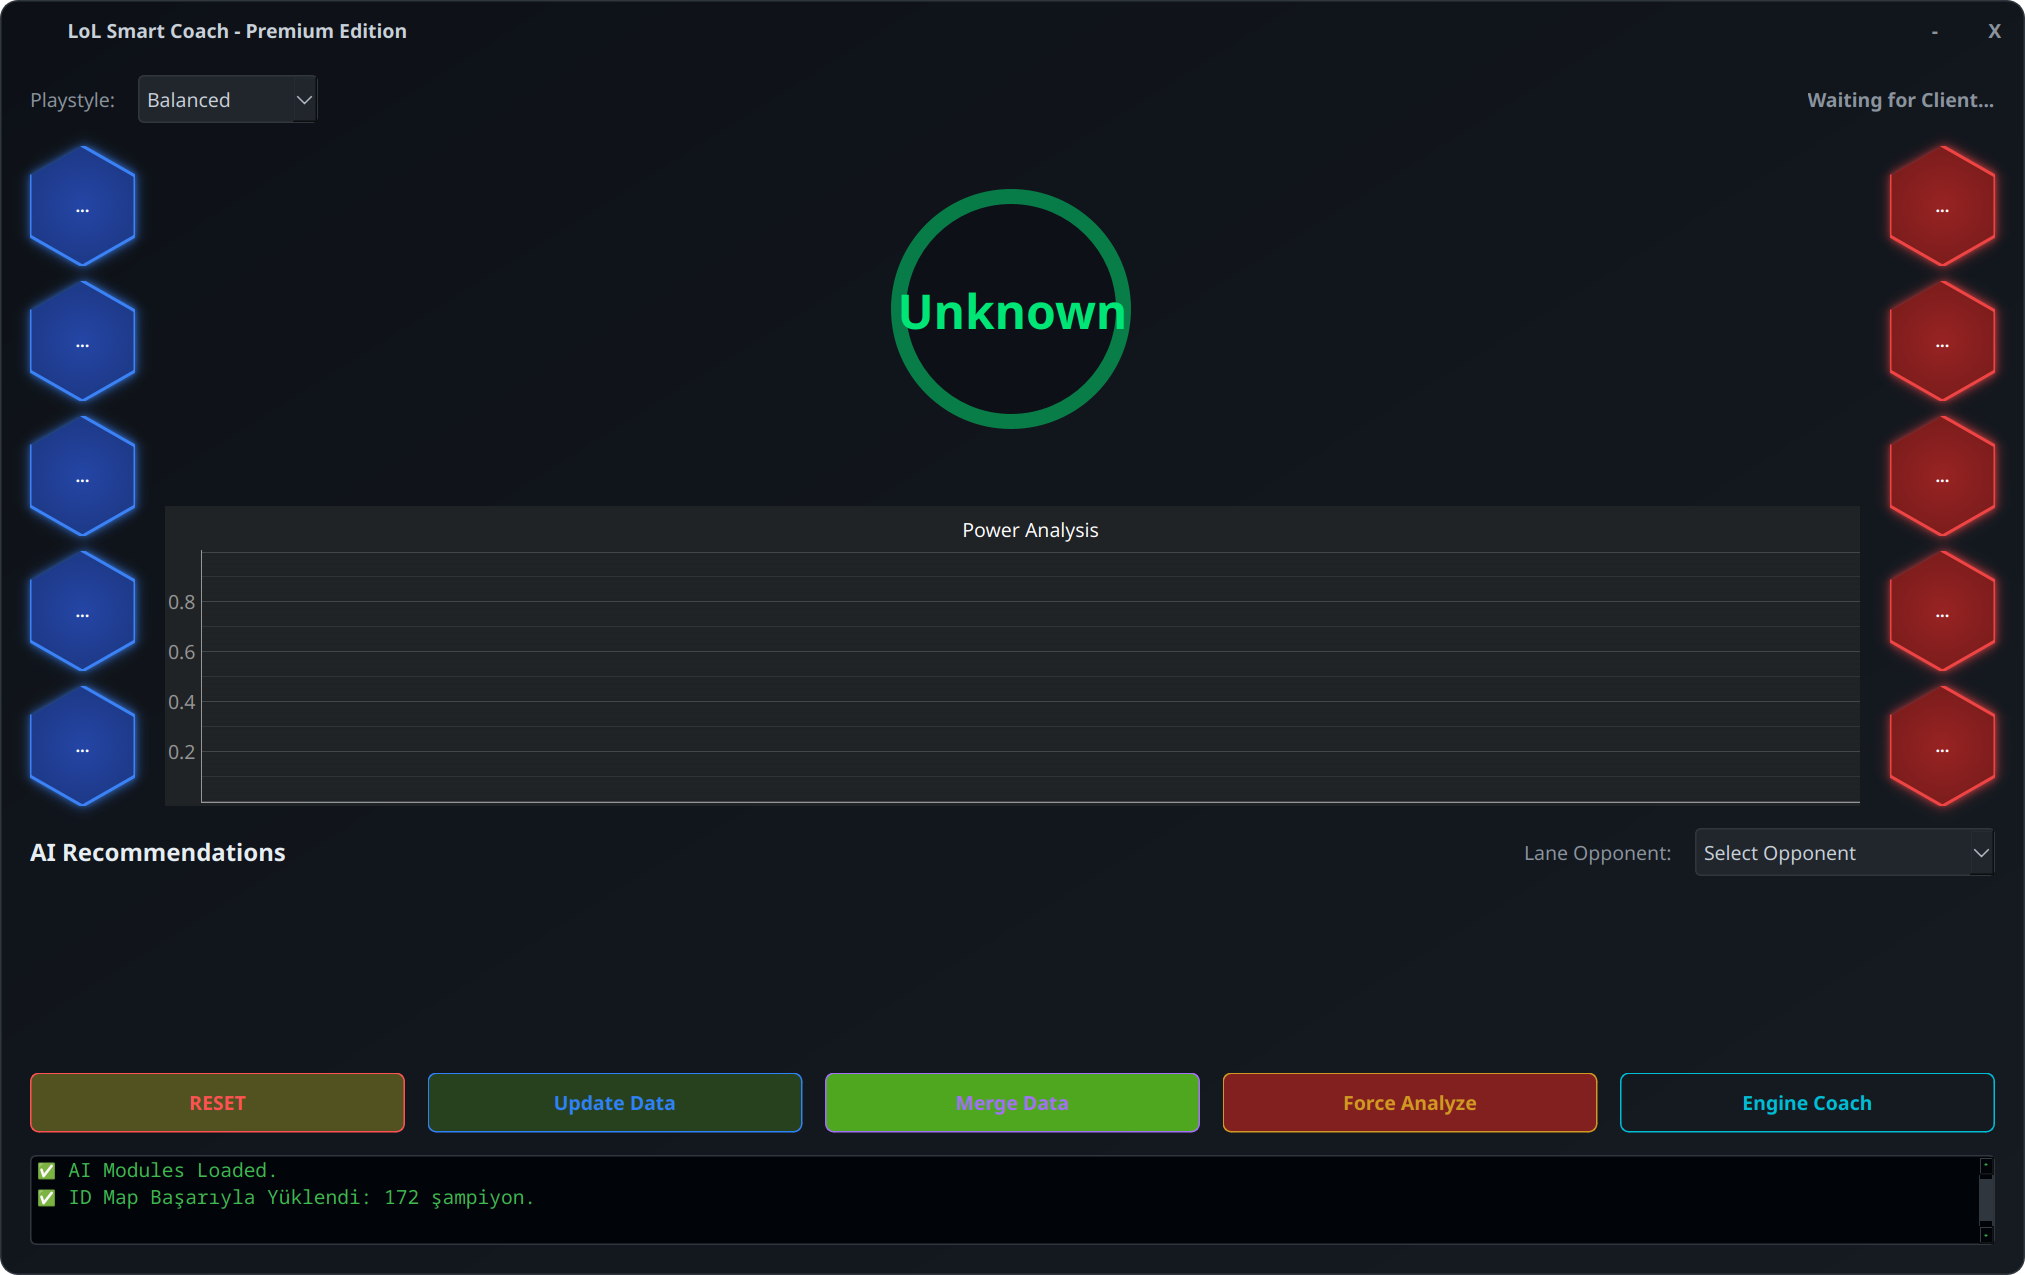 LoL Smart Coach - Premium Edition
- X
Playstyle: Balanced
Waiting for Client...
...
...
...
...
...
Unknown
Power Analysis
0.8
0.6
0.4
0.2
...
...
...
...
...
AI Recommendations
Lane Opponent: Select Opponent
RESET
Update Data
Merge Data
Force Analyze
Engine Coach
✅ AI Modules Loaded.
✅ ID Map Başarıyla Yüklendi: 172 şampiyon.